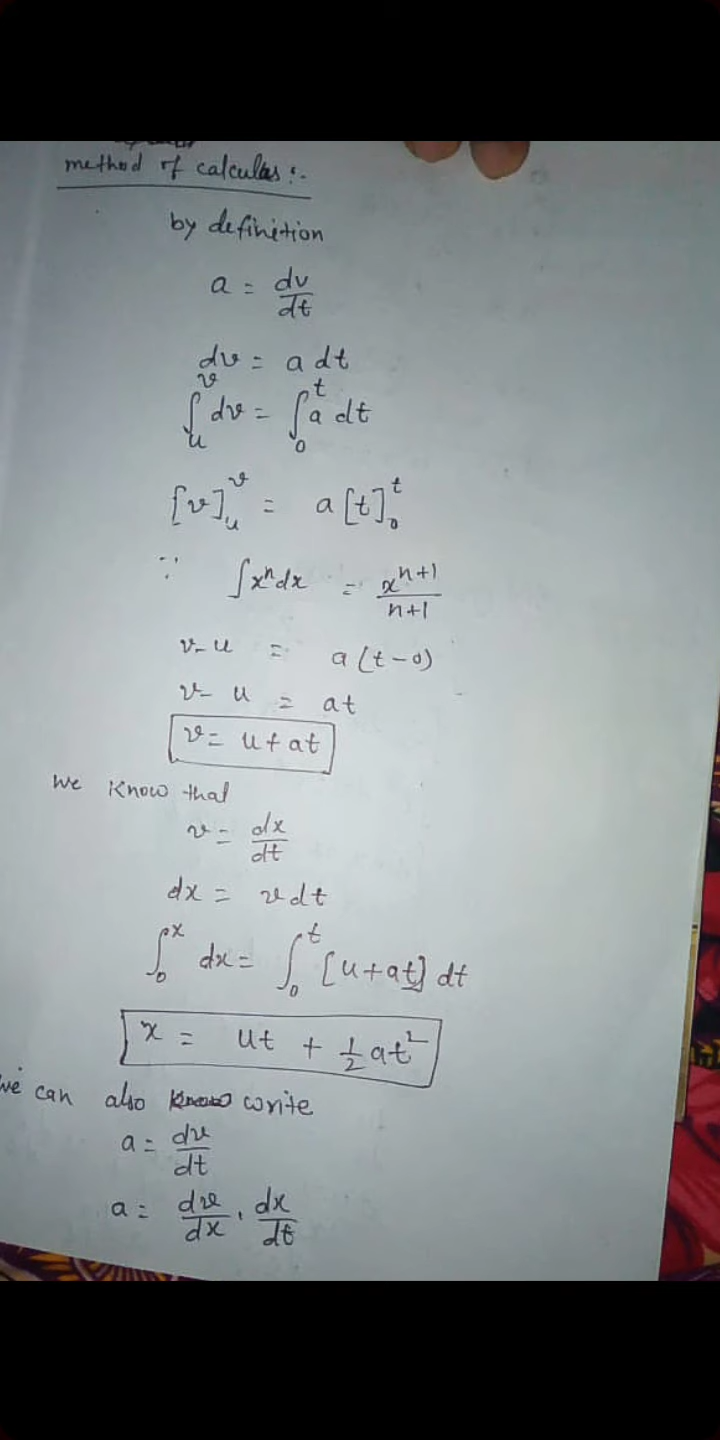 method of calculas :-
by definition
a = dv/dt
dv = a dt
∫ᵤᵛ dv = ∫₀ᵗ a dt
[v]ᵤᵛ = a [t]₀ᵗ
∵ ∫xⁿdx = xⁿ⁺¹/n+1
v-u = a(t-0)
v- u = at
v= u+at
We Know that
v = dx/dt
dx = vdt
∫₀ˣ dx = ∫₀ᵗ [u+at] dt
x = ut + ½at²
we can also write
a = dv/dt
a = dv/dx . dx/dt